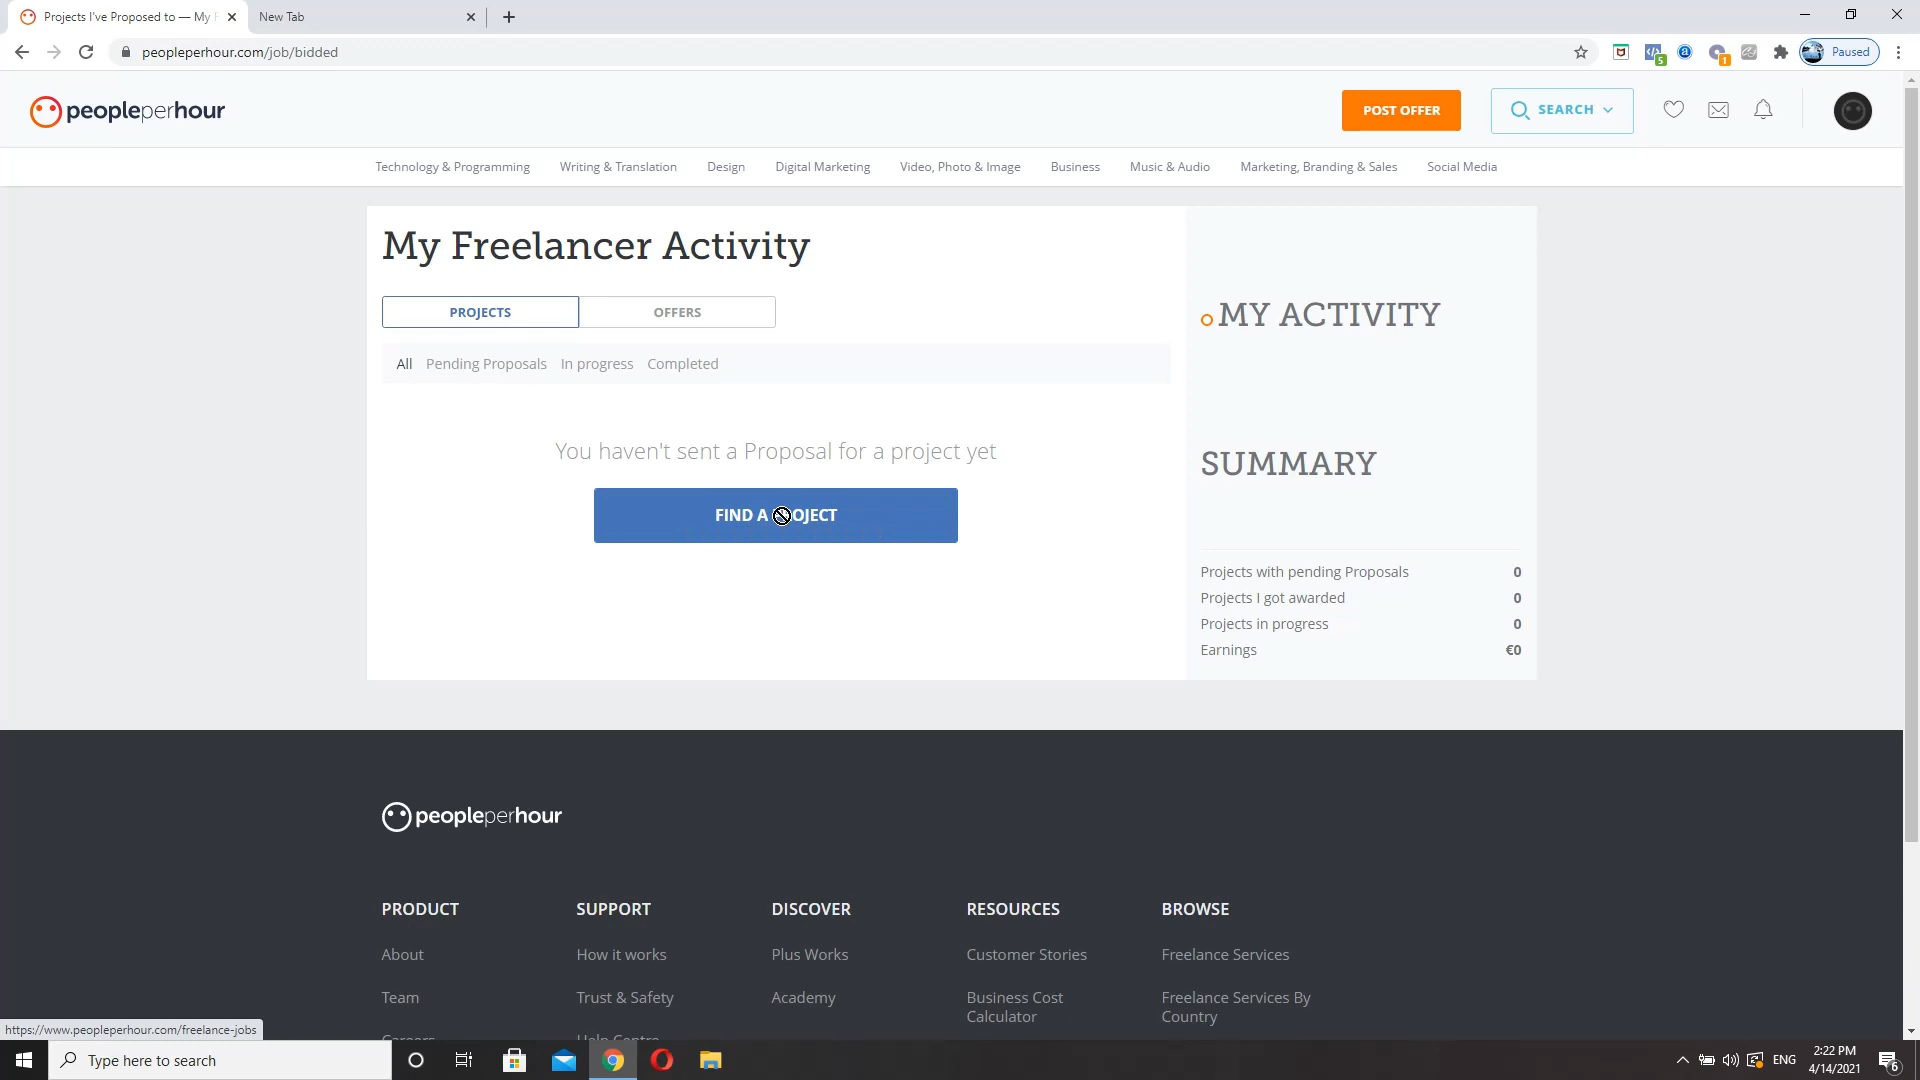 Projects I've Proposed to — My F
New Tab
peopleperhour.com/job/bidded
5
1
Paused
peopleperhour
POST OFFER
SEARCH
Technology & Programming
Writing & Translation
Design
Digital Marketing
Video, Photo & Image
Business
Music & Audio
Marketing, Branding & Sales
Social Media
My Freelancer Activity
PROJECTS
OFFERS
All
Pending Proposals
In progress
Completed
You haven't sent a Proposal for a project yet
FIND A OJECT
MY ACTIVITY
SUMMARY
Projects with pending Proposals 0
Projects I got awarded 0
Projects in progress 0
Earnings €0
peopleperhour
PRODUCT
About
Team
SUPPORT
How it works
Trust & Safety
Help Centre
DISCOVER
Plus Works
Academy
RESOURCES
Customer Stories
Business Cost
Calculator
BROWSE
Freelance Services
Freelance Services By
Country
https://www.peopleperhour.com/freelance-jobs
Type here to search
ENG
2:22 PM
4/14/2021
6